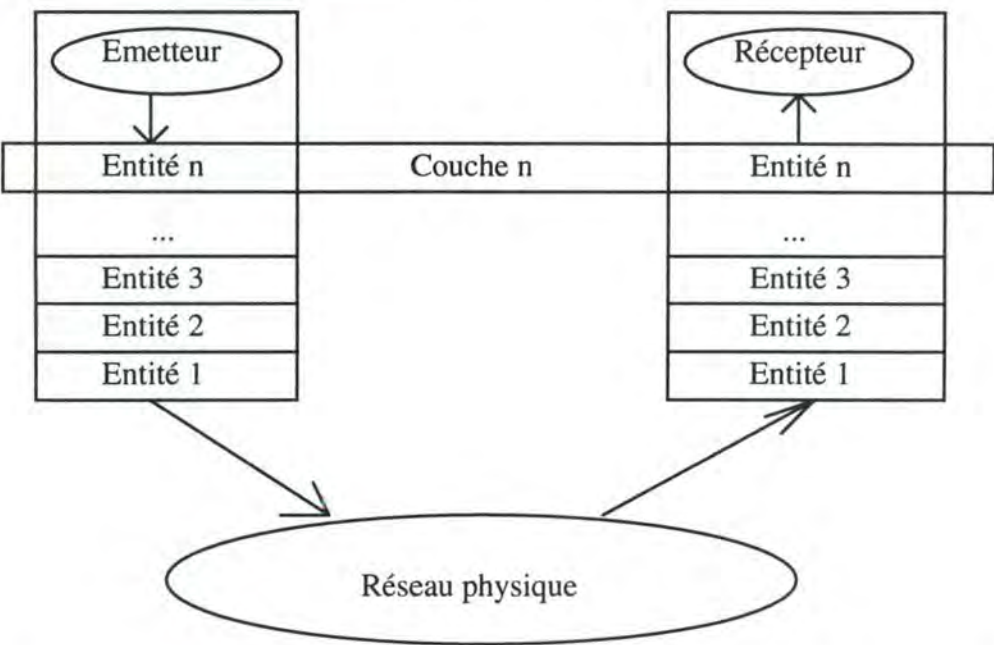 Emetteur
Récepteur
Entité n
Couche n
Entité n
...
...
Entité 3
Entité 3
Entité 2
Entité 2
Entité 1
Entité 1
Réseau physique